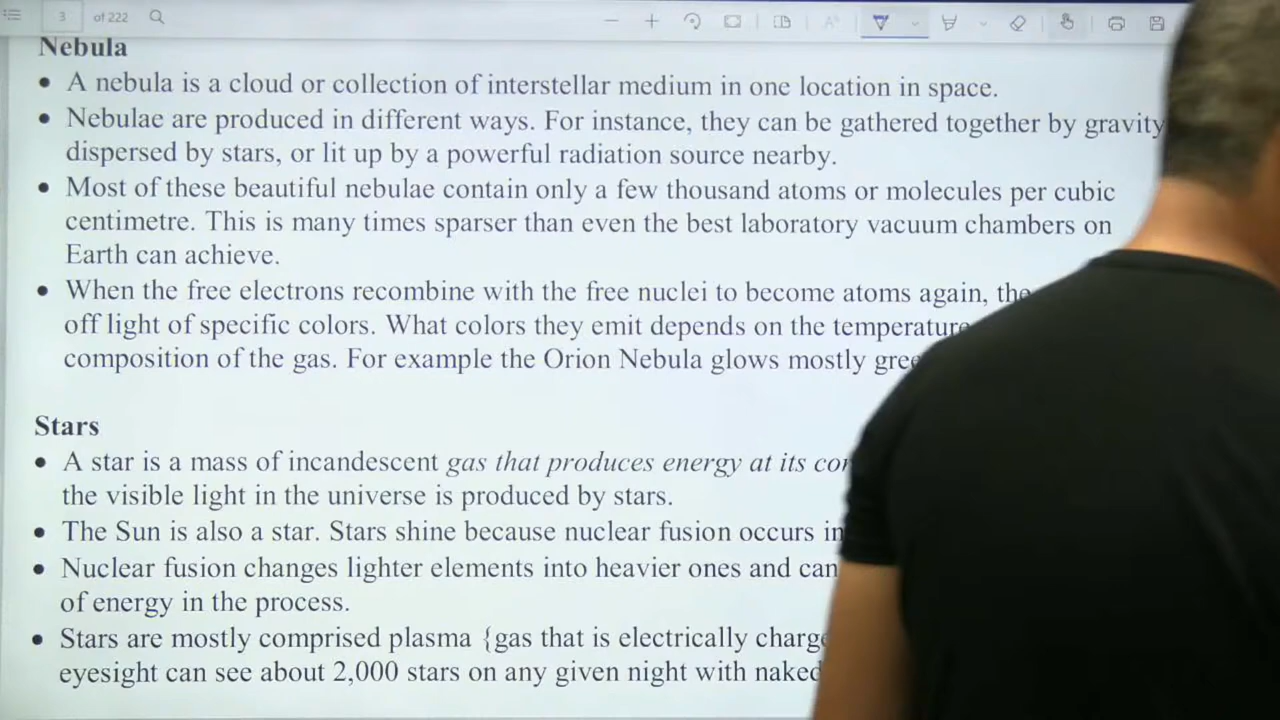 3 of 222
Nebula
• A nebula is a cloud or collection of interstellar medium in one location in space.
• Nebulae are produced in different ways. For instance, they can be gathered together by gravity
dispersed by stars, or lit up by a powerful radiation source nearby.
• Most of these beautiful nebulae contain only a few thousand atoms or molecules per cubic
centimetre. This is many times sparser than even the best laboratory vacuum chambers on
Earth can achieve.
• When the free electrons recombine with the free nuclei to become atoms again,
off light of specific colors. What colors they emit depends on the temperature
composition of the gas. For example the Orion Nebula glows mostly
Stars
• A star is a mass of incandescent gas that produces energy at its
the visible light in the universe is produced by stars.
• The Sun is also a star. Stars shine because nuclear fusion occurs in
• Nuclear fusion changes lighter elements into heavier ones and can
of energy in the process.
• Stars are mostly comprised plasma {gas that is electrically
eyesight can see about 2,000 stars on any given night with naked